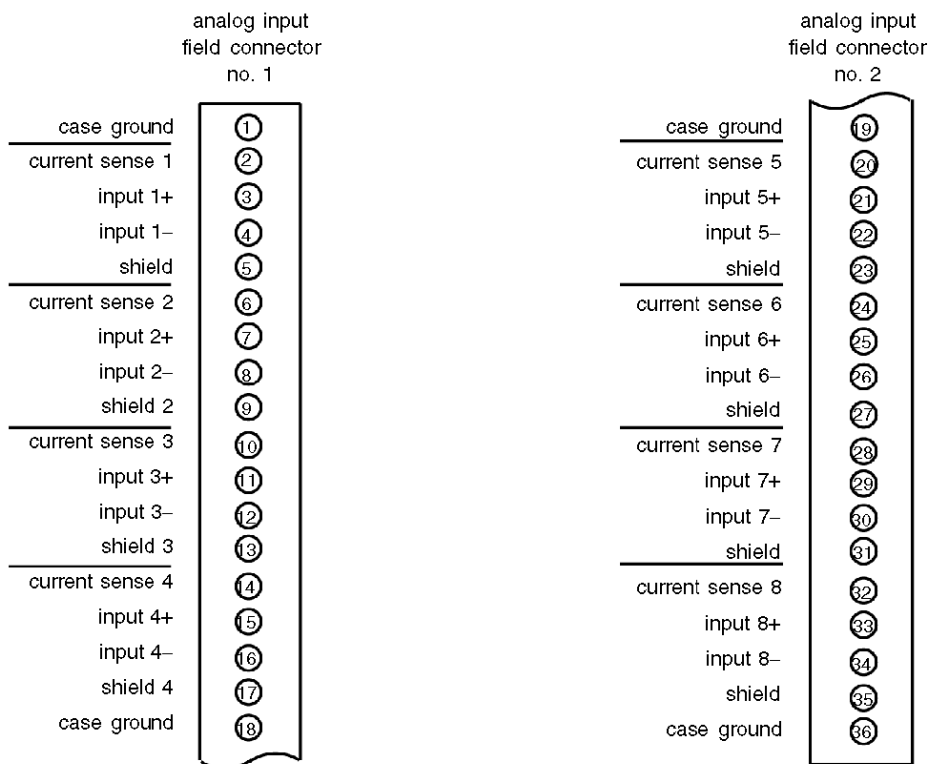 analog input
field connector
no. 1
case ground 1
current sense 1 2
input 1+ 3
input 1– 4
shield 5
current sense 2 6
input 2+ 7
input 2– 8
shield 2 9
current sense 3 10
input 3+ 11
input 3– 12
shield 3 13
current sense 4 14
input 4+ 15
input 4– 16
shield 4 17
case ground 18
analog input
field connector
no. 2
case ground 19
current sense 5 20
input 5+ 21
input 5– 22
shield 23
current sense 6 24
input 6+ 25
input 6– 26
shield 27
current sense 7 28
input 7+ 29
input 7– 30
shield 31
current sense 8 32
input 8+ 33
input 8– 34
shield 35
case ground 36